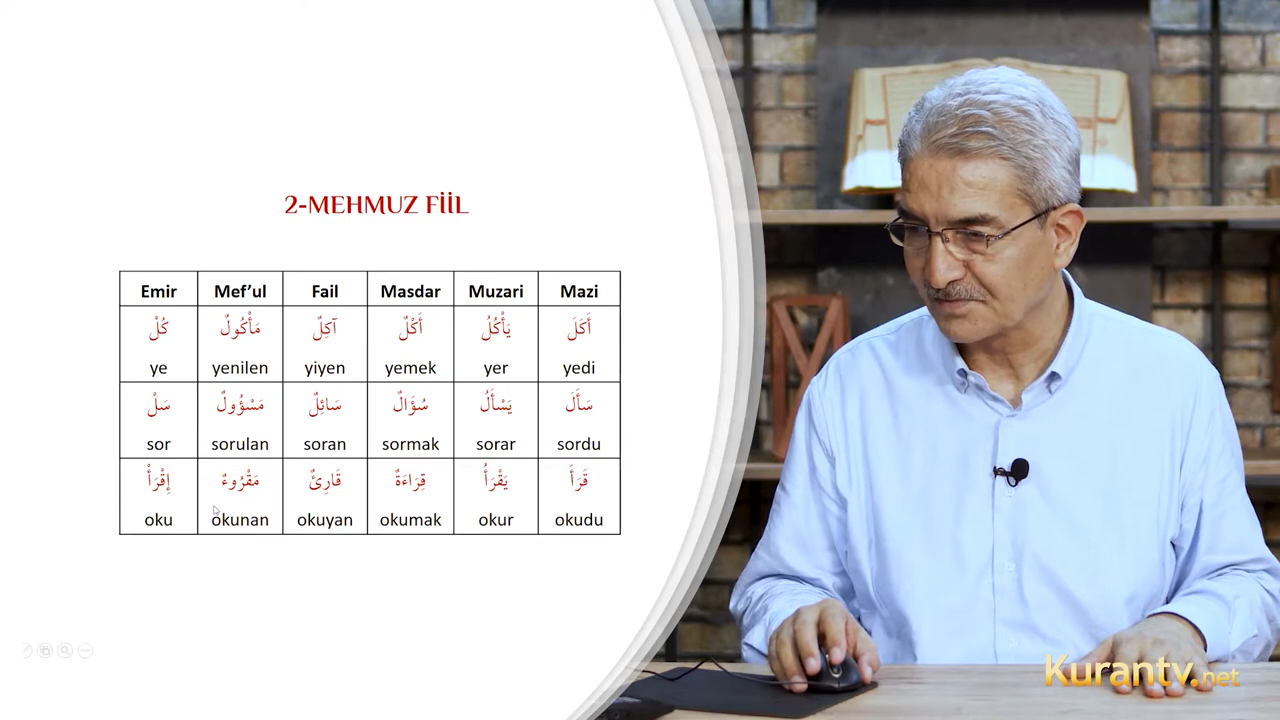 2-MEHMUZ FİİL
Emir Mef’ul Fail Masdar Muzari Mazi
كُلْ مَأْكُولٌ آكِلٌ أَكْلٌ يَأْكُلُ أَكَلَ
ye yenilen yiyen yemek yer yedi
سَلْ مَسْؤُولٌ سَائِلٌ سُؤَالٌ يَسْأَلُ سَأَلَ
sor sorulan soran sormak sorar sordu
إِقْرَأْ مَقْرُوءٌ قَارِئٌ قِرَاءَةٌ يَقْرَأُ قَرَأَ
oku okunan okuyan okumak okur okudu
Kurantv.net